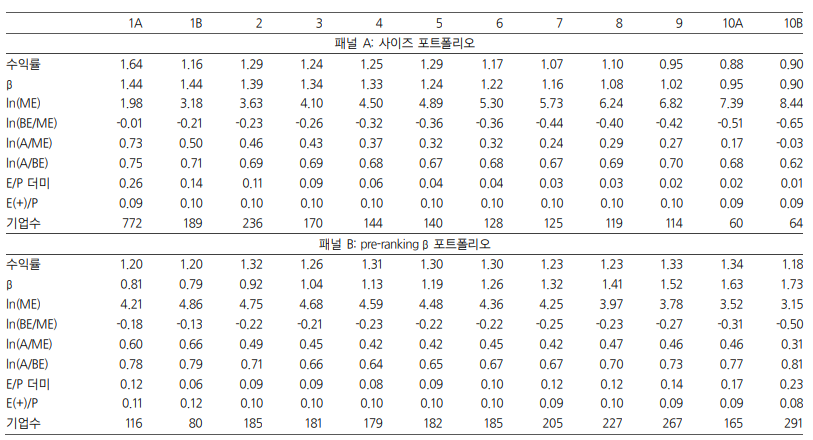 1A 1B 2 3 4 5 6 7 8 9 10A 10B
패널 A: 사이즈 포트폴리오
수익률 1.64 1.16 1.29 1.24 1.25 1.29 1.17 1.07 1.10 0.95 0.88 0.90
β 1.44 1.44 1.39 1.34 1.33 1.24 1.22 1.16 1.08 1.02 0.95 0.90
ln(ME) 1.98 3.18 3.63 4.10 4.50 4.89 5.30 5.73 6.24 6.82 7.39 8.44
ln(BE/ME) -0.01 -0.21 -0.23 -0.26 -0.32 -0.36 -0.36 -0.44 -0.40 -0.42 -0.51 -0.65
ln(A/ME) 0.73 0.50 0.46 0.43 0.37 0.32 0.32 0.24 0.29 0.27 0.17 -0.03
ln(A/BE) 0.75 0.71 0.69 0.69 0.68 0.67 0.68 0.67 0.69 0.70 0.68 0.62
E/P 더미 0.26 0.14 0.11 0.09 0.06 0.04 0.04 0.03 0.03 0.02 0.02 0.01
E(+)/P 0.09 0.10 0.10 0.10 0.10 0.10 0.10 0.10 0.10 0.10 0.09 0.09
기업수 772 189 236 170 144 140 128 125 119 114 60 64
패널 B: pre-ranking β 포트폴리오
수익률 1.20 1.20 1.32 1.26 1.31 1.30 1.30 1.23 1.23 1.33 1.34 1.18
β 0.81 0.79 0.92 1.04 1.13 1.19 1.26 1.32 1.41 1.52 1.63 1.73
ln(ME) 4.21 4.86 4.75 4.68 4.59 4.48 4.36 4.25 3.97 3.78 3.52 3.15
ln(BE/ME) -0.18 -0.13 -0.22 -0.21 -0.23 -0.22 -0.22 -0.25 -0.23 -0.27 -0.31 -0.50
ln(A/ME) 0.60 0.66 0.49 0.45 0.42 0.42 0.45 0.42 0.47 0.46 0.46 0.31
ln(A/BE) 0.78 0.79 0.71 0.66 0.64 0.65 0.67 0.67 0.70 0.73 0.77 0.81
E/P 더미 0.12 0.06 0.09 0.09 0.08 0.09 0.10 0.12 0.12 0.14 0.17 0.23
E(+)/P 0.11 0.12 0.10 0.10 0.10 0.10 0.10 0.09 0.10 0.09 0.09 0.08
기업수 116 80 185 181 179 182 185 205 227 267 165 291